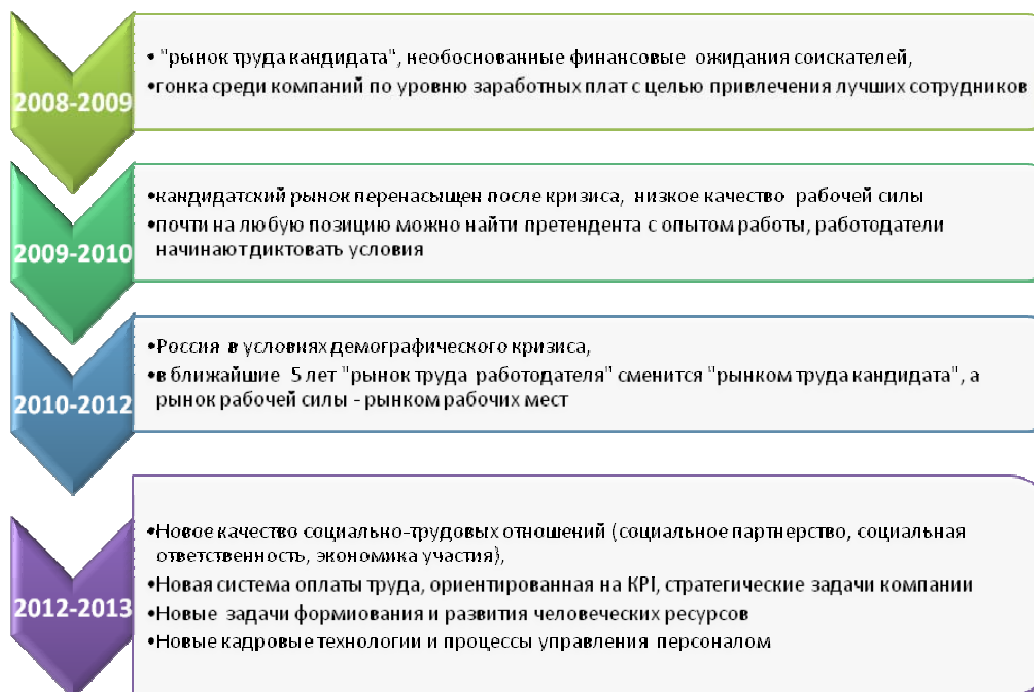 2008-2009
• "рынок труда кандидата", необоснованные финансовые ожидания соискателей,
•гонка среди компаний по уровню заработных плат с целью привлечения лучших сотрудников
2009-2010
•кандидатский рынок перенасыщен после кризиса, низкое качество рабочей силы
•почти на любую позицию можно найти претендента с опытом работы, работодатели
начинают диктовать условия
2010-2012
•Россия в условиях демографического кризиса,
•в ближайшие 5 лет "рынок труда работодателя" сменится "рынком труда кандидата", а
рынок рабочей силы - рынком рабочих мест
2012-2013
•Новое качество социально-трудовых отношений (социальное партнерство, социальная
ответственность, экономика участия),
•Новая система оплаты труда, ориентированная на KPI, стратегические задачи компании
•Новые задачи формиования и развития человеческих ресурсов
•Новые кадровые технологии и процессы управления персоналом